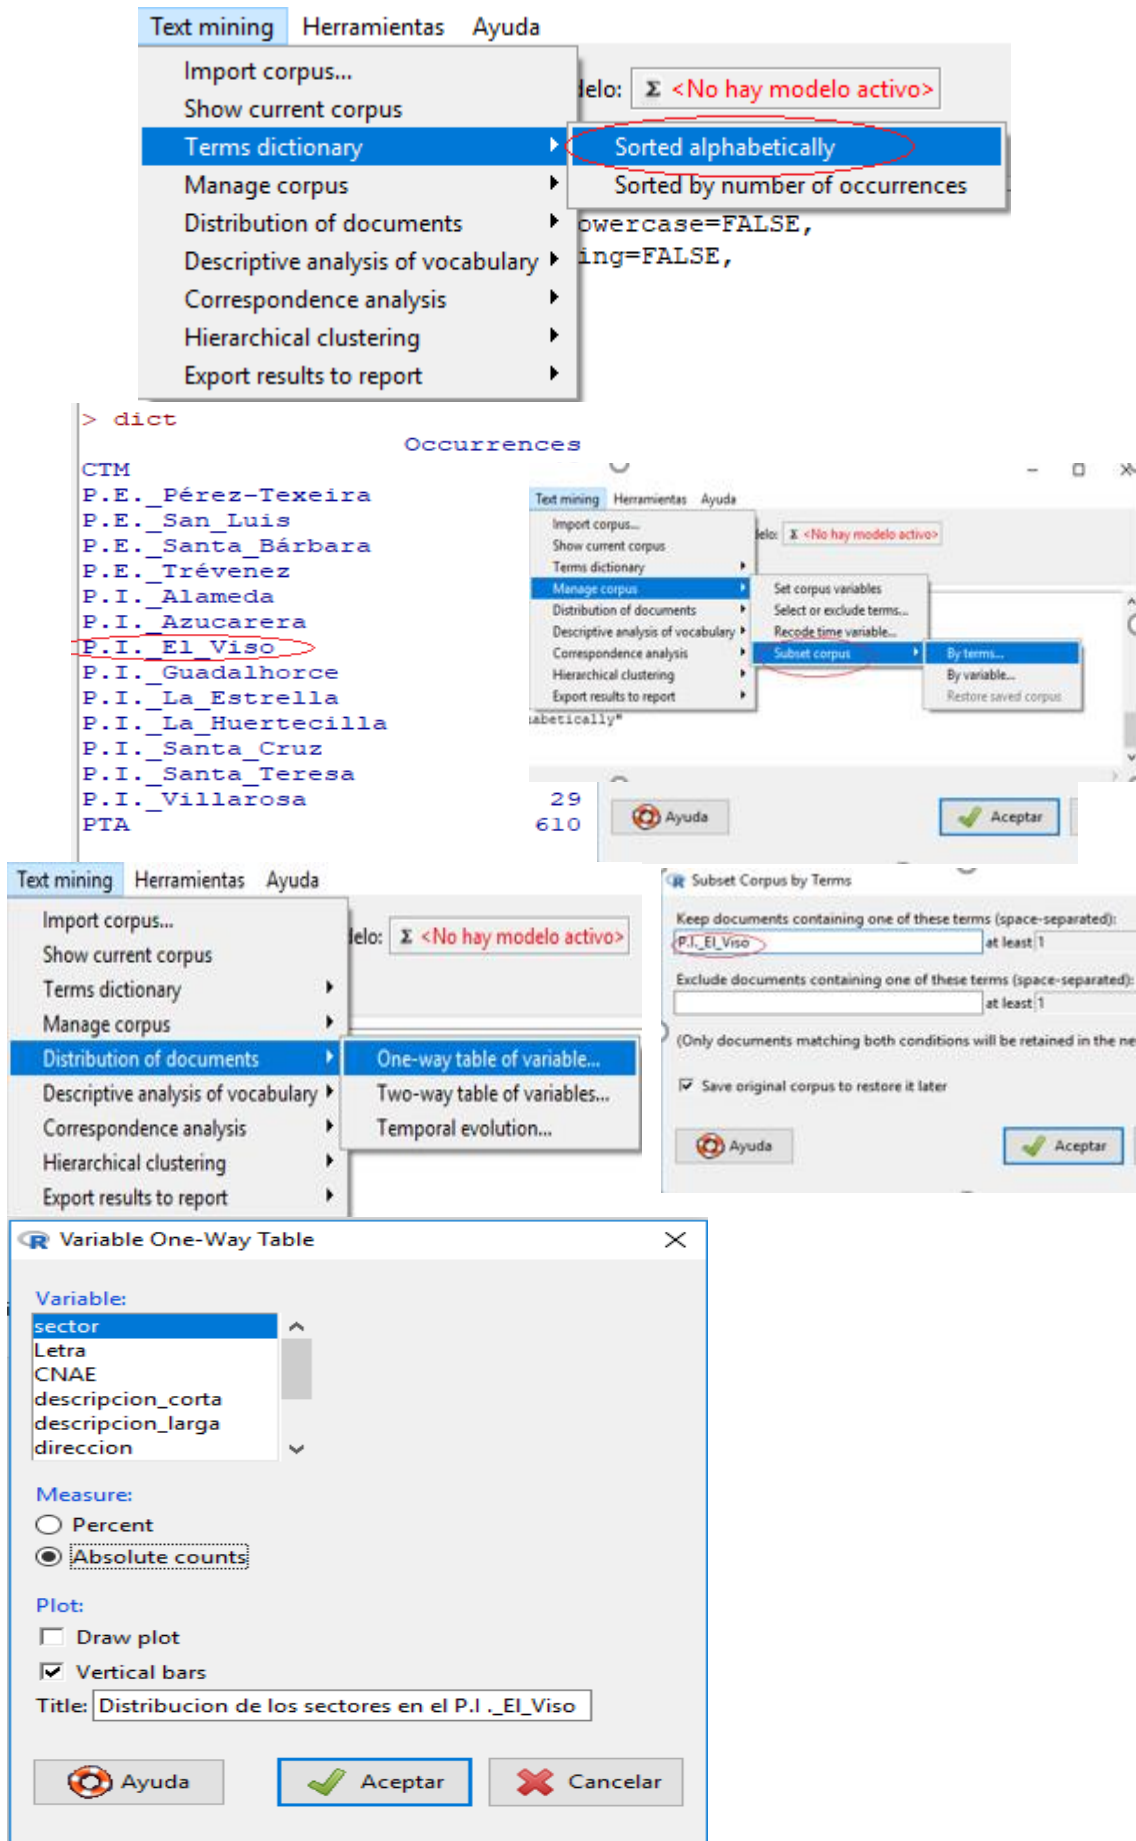 Text mining Herramientas Ayuda
Import corpus...
Show current corpus
Terms dictionary
Manage corpus
Distribution of documents
Descriptive analysis of vocabulary
Correspondence analysis
Hierarchical clustering
Export results to report
delo: Σ <No hay modelo activo>
Sorted alphabetically
Sorted by number of occurrences
owercase=FALSE,
ing=FALSE,
> dict
Occurrences
CTM
P.E._Pérez-Texeira
P.E._San_Luis
P.E._Santa_Bárbara
P.E._Trévenez
P.I._Alameda
P.I._Azucarera
P.I._El_Viso
P.I._Guadalhorce
P.I._La_Estrella
P.I._La_Huertecilla
P.I._Santa_Cruz
P.I._Santa_Teresa
P.I._Villarosa 29
PTA 610
Text mining Herramientas Ayuda
Import corpus...
Show current corpus
Terms dictionary
Manage corpus
Distribution of documents
Descriptive analysis of vocabulary
Correspondence analysis
Hierarchical clustering
Export results to report
delo: Σ <No hay modelo activo>
Set corpus variables
Select or exclude terms...
Recode time variable...
Subset corpus
By terms...
By variable...
Restore saved corpus
abetically"
Ayuda Aceptar
Text mining Herramientas Ayuda
Import corpus...
Show current corpus
Terms dictionary
Manage corpus
Distribution of documents
Descriptive analysis of vocabulary
Correspondence analysis
Hierarchical clustering
Export results to report
delo: Σ <No hay modelo activo>
One-way table of variable...
Two-way table of variables...
Temporal evolution...
R Subset Corpus by Terms
Keep documents containing one of these terms (space-separated):
P.I._El_Viso at least 1
Exclude documents containing one of these terms (space-separated):
at least 1
(Only documents matching both conditions will be retained in the ne
Save original corpus to restore it later
Ayuda Aceptar
R Variable One-Way Table
Variable:
sector
Letra
CNAE
descripcion_corta
descripcion_larga
direccion
Measure:
Percent
Absolute counts
Plot:
Draw plot
Vertical bars
Title: Distribucion de los sectores en el P.I ._El_Viso
Ayuda Aceptar Cancelar